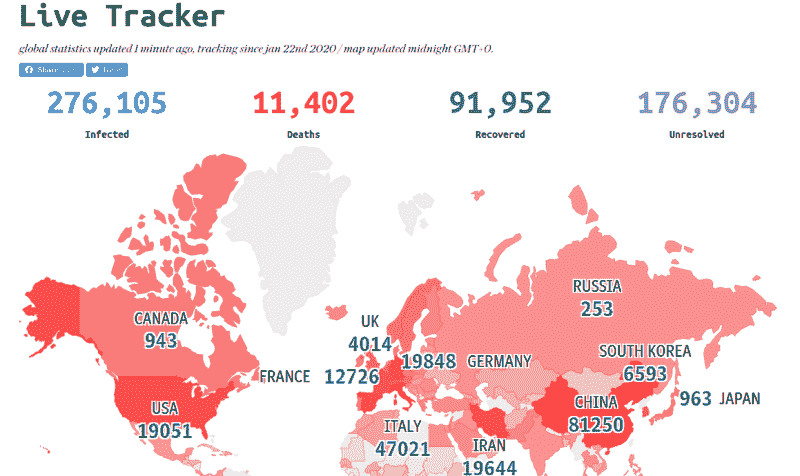 Live Tracker
global statistics updated 1 minute ago, tracking since jan 22nd 2020 / map updated midnight GMT+0.
Share
276,105 11,402 91,952 176,304
Infected Deaths Recovered Unresolved
RUSSIA
253
CANADA
943
UK
4014
SOUTH KOREA
6593
19848 GERMANY
FRANCE 12726
963 JAPAN
USA
19051
CHINA
81250
ITALY
47021
IRAN
19644